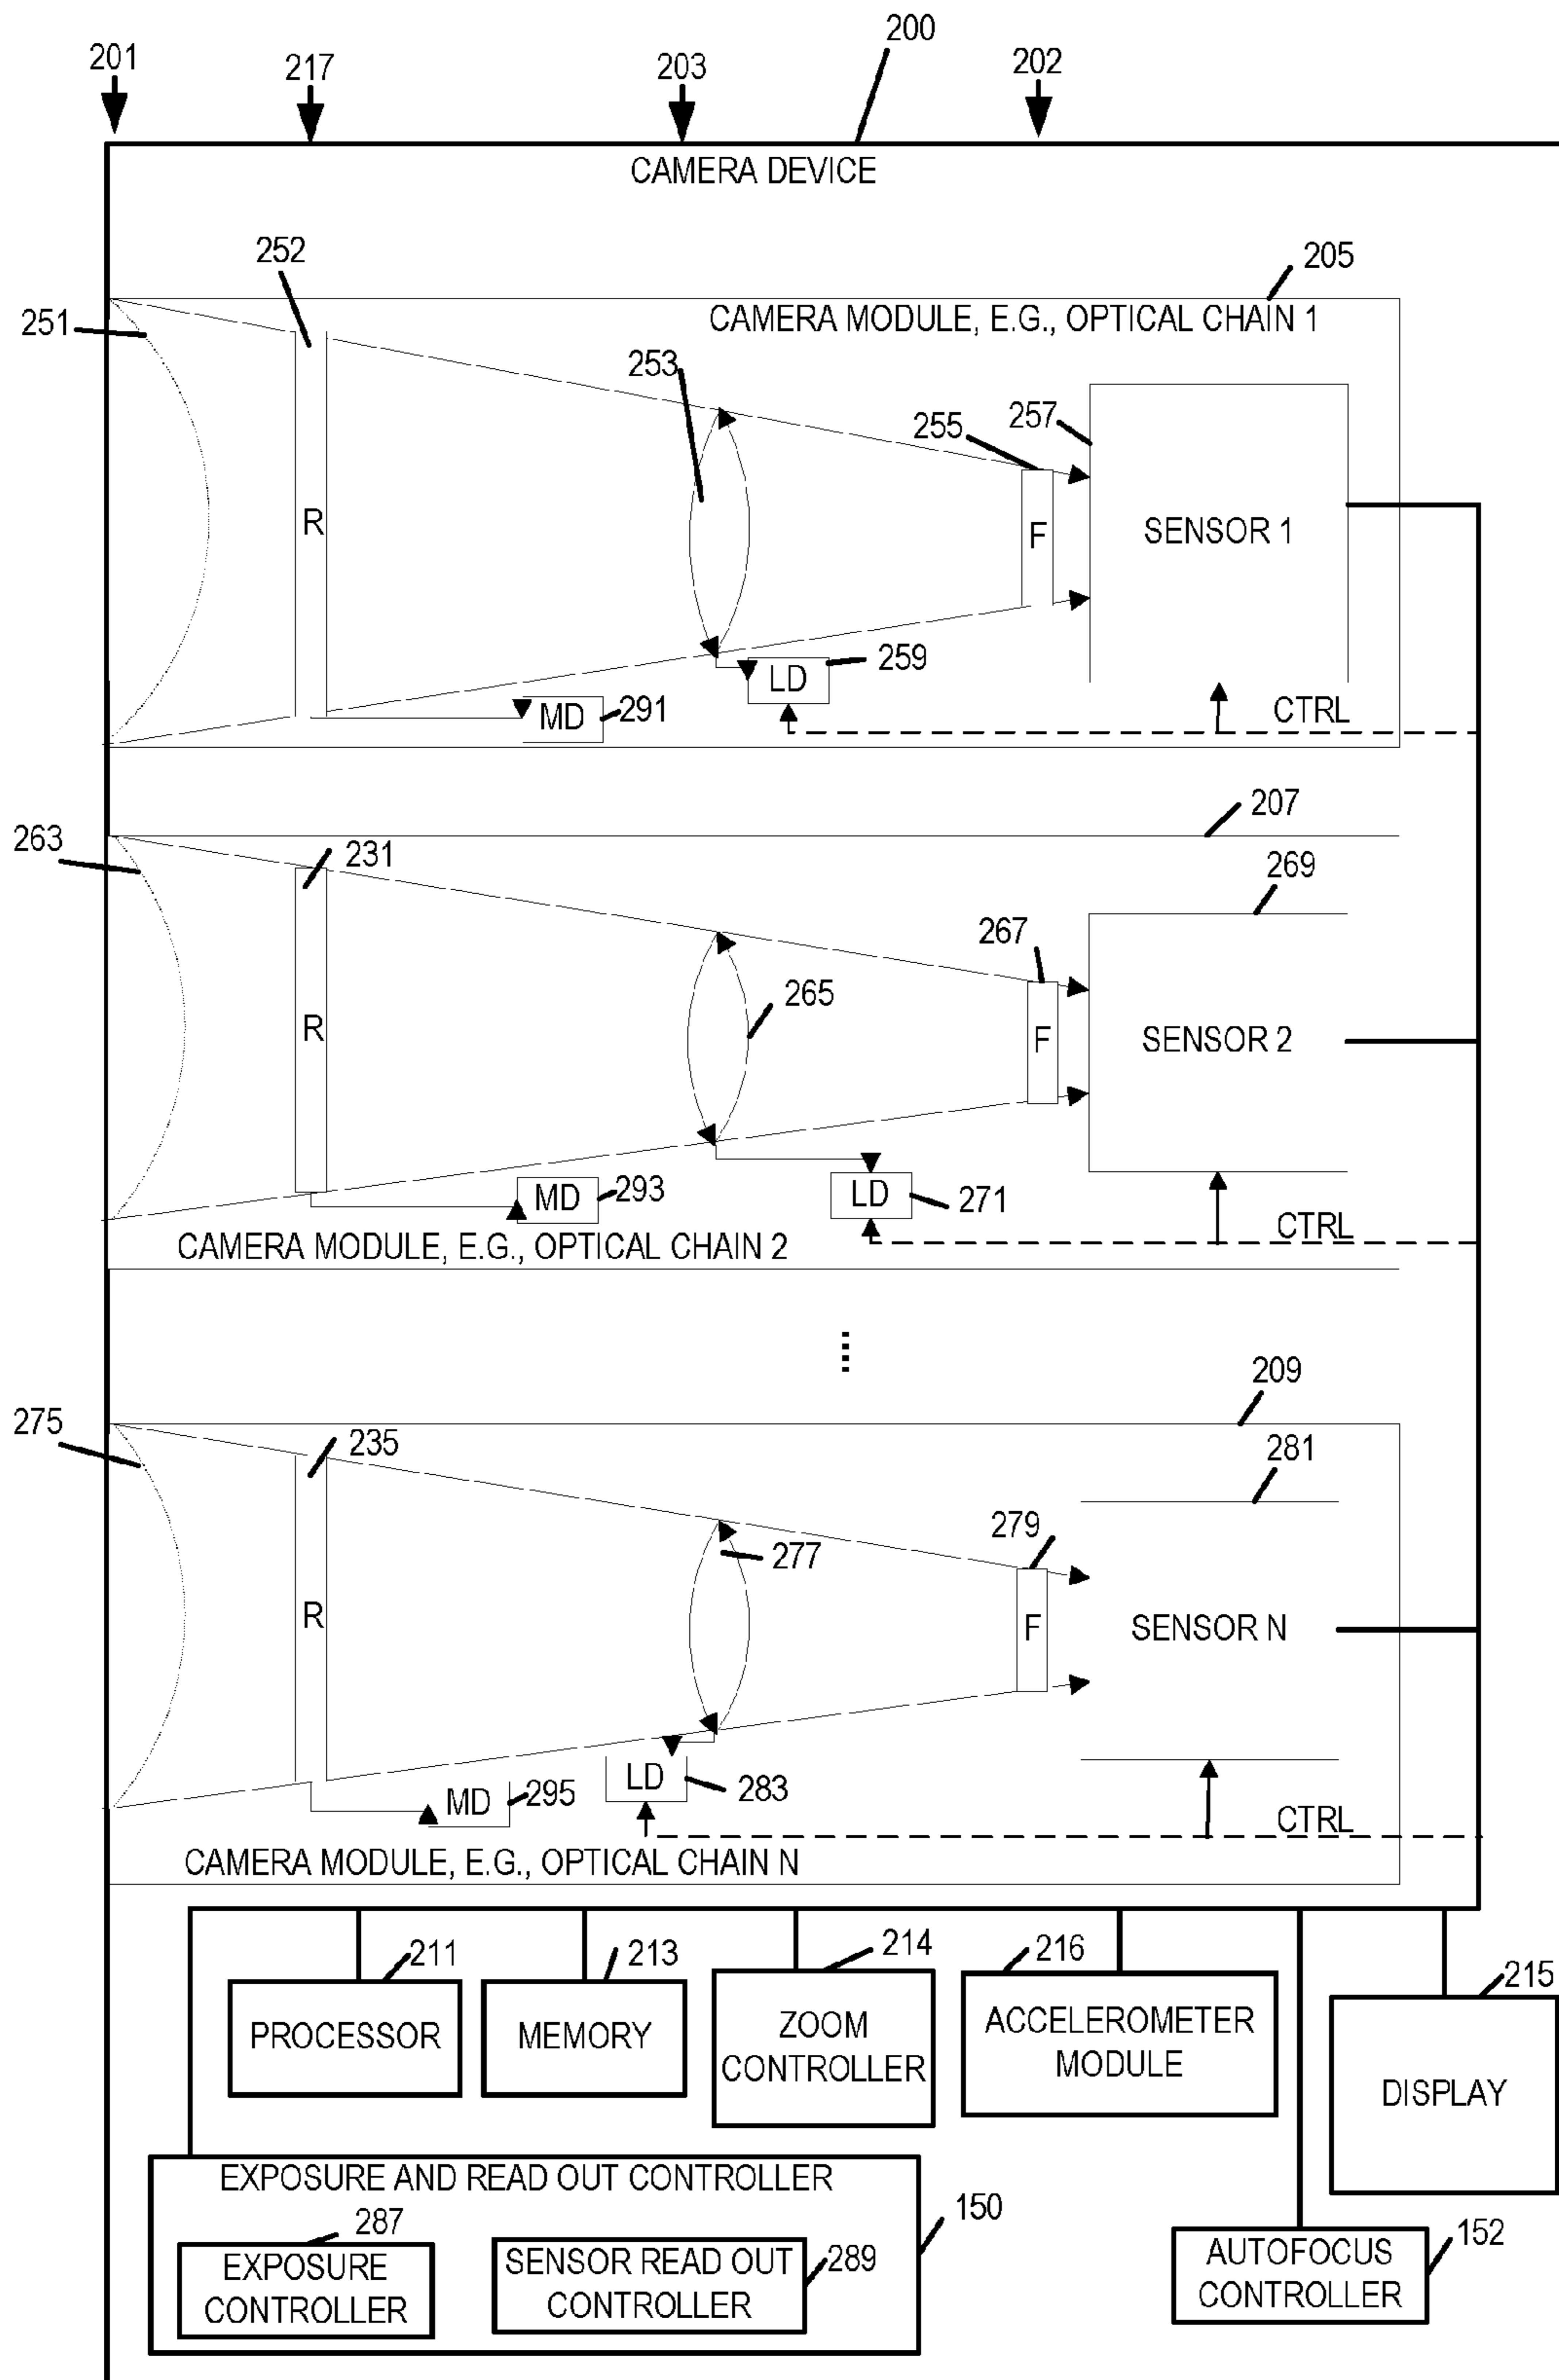 200
201
217
203
202
CAMERA DEVICE
252
205
251
CAMERA MODULE, E.G., OPTICAL CHAIN 1
253
255
257
R
F
SENSOR 1
259
LD
MD
291
CTRL
207
263
231
269
267
265
R
F
SENSOR 2
MD
293
LD
271
CTRL
CAMERA MODULE, E.G., OPTICAL CHAIN 2
209
275
235
281
279
277
R
F
SENSOR N
LD
283
MD
295
CTRL
CAMERA MODULE, E.G., OPTICAL CHAIN N
211
213
214
216
215
PROCESSOR
MEMORY
ZOOM
CONTROLLER
ACCELEROMETER
MODULE
DISPLAY
EXPOSURE AND READ OUT CONTROLLER
150
287
EXPOSURE
CONTROLLER
SENSOR READ OUT
CONTROLLER
289
AUTOFOCUS
CONTROLLER
152